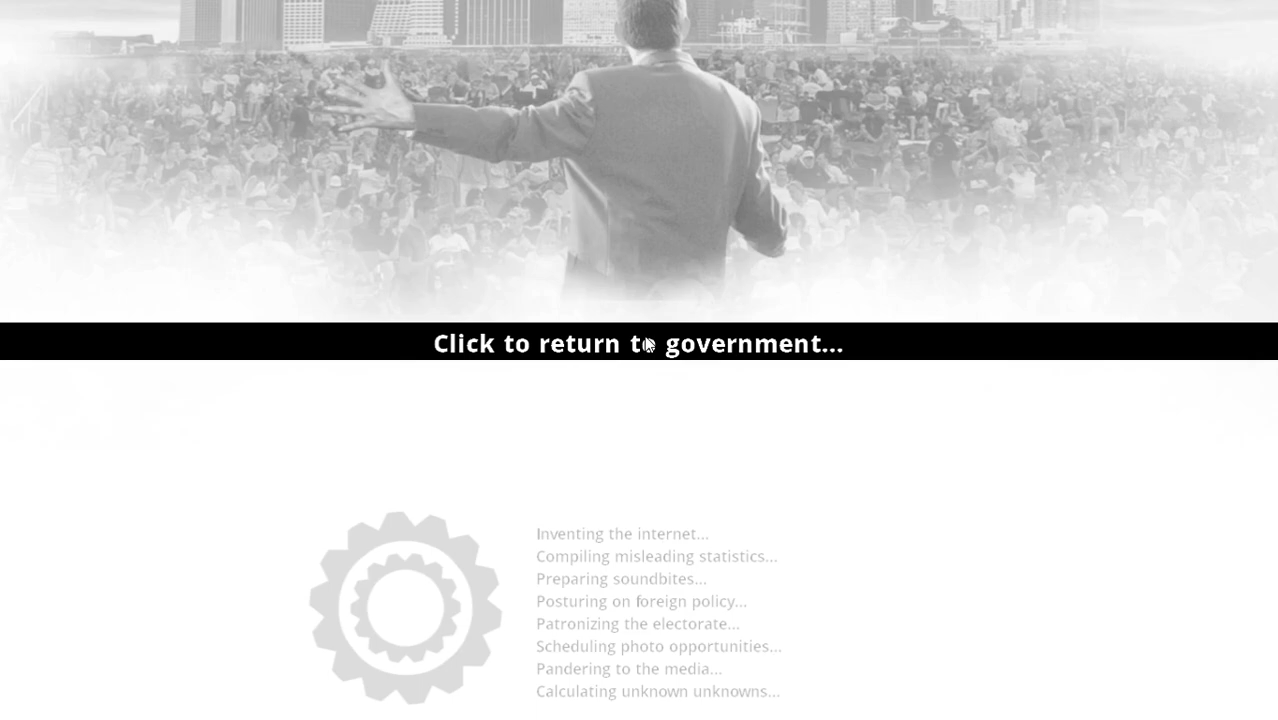 Click to return to government...
Inventing the internet...
Compiling misleading statistics...
Preparing soundbites...
Posturing on foreign policy...
Patronizing the electorate...
Scheduling photo opportunities...
Pandering to the media...
Calculating unknown unknowns...